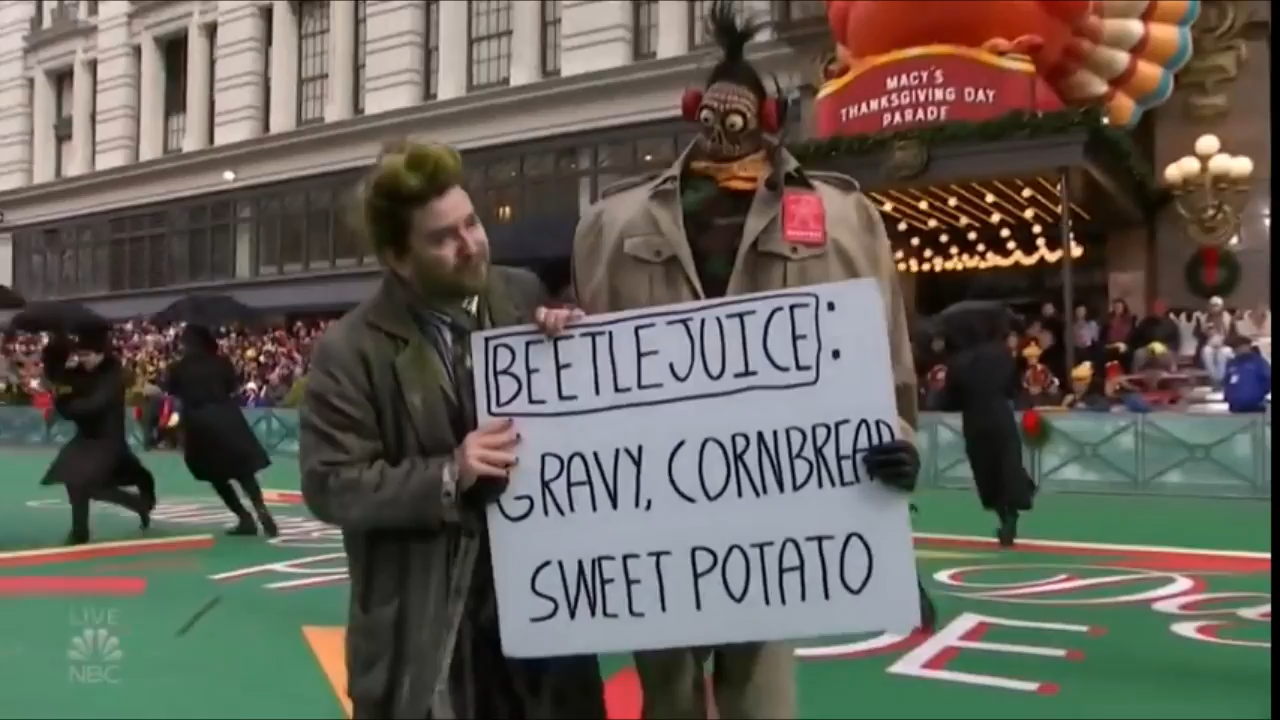 MACY'S
THANKSGIVING DAY
PARADE
BEETLEJUICE:
GRAVY, CORNBREAD
SWEET POTATO
LIVE
NBC